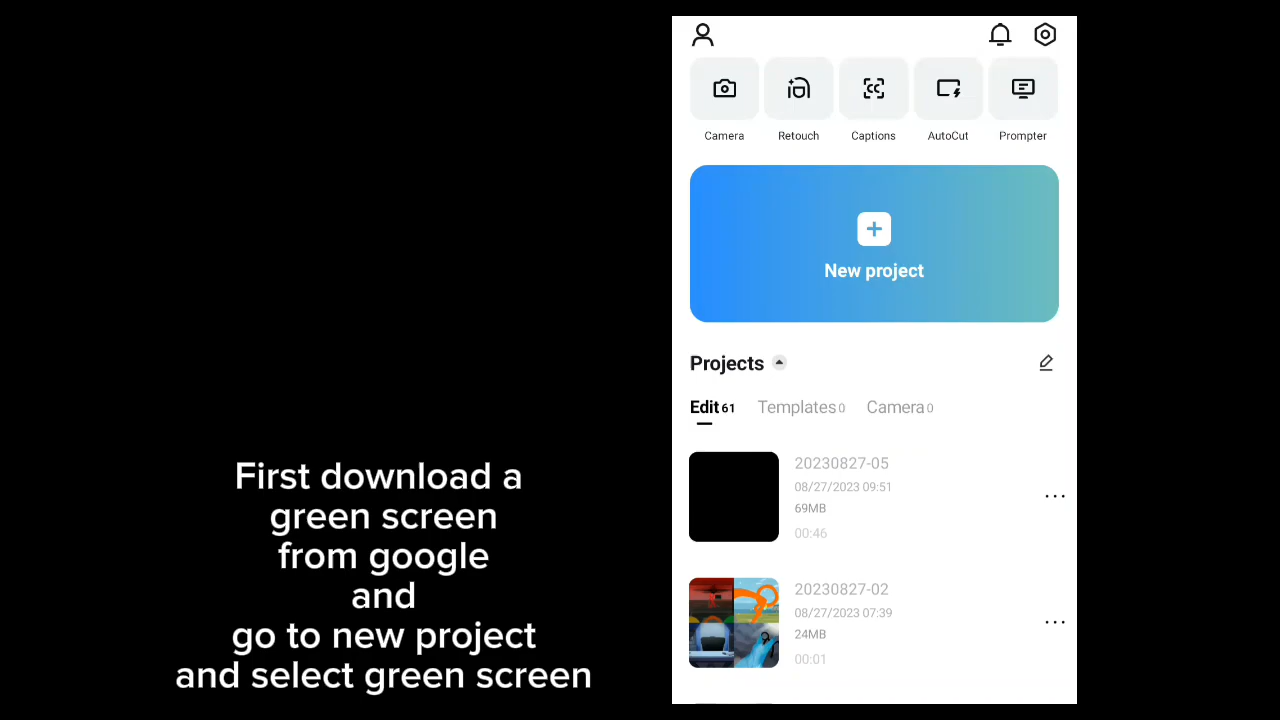 First download a
green screen
from google
and
go to new project
and select green screen
Camera
Retouch
CC
Captions
AutoCut
Prompter
New project
Projects
Edit 61
Templates 0
Camera 0
20230827-05
08/27/2023 09:51
69MB
00:46
20230827-02
08/27/2023 07:39
24MB
00:01